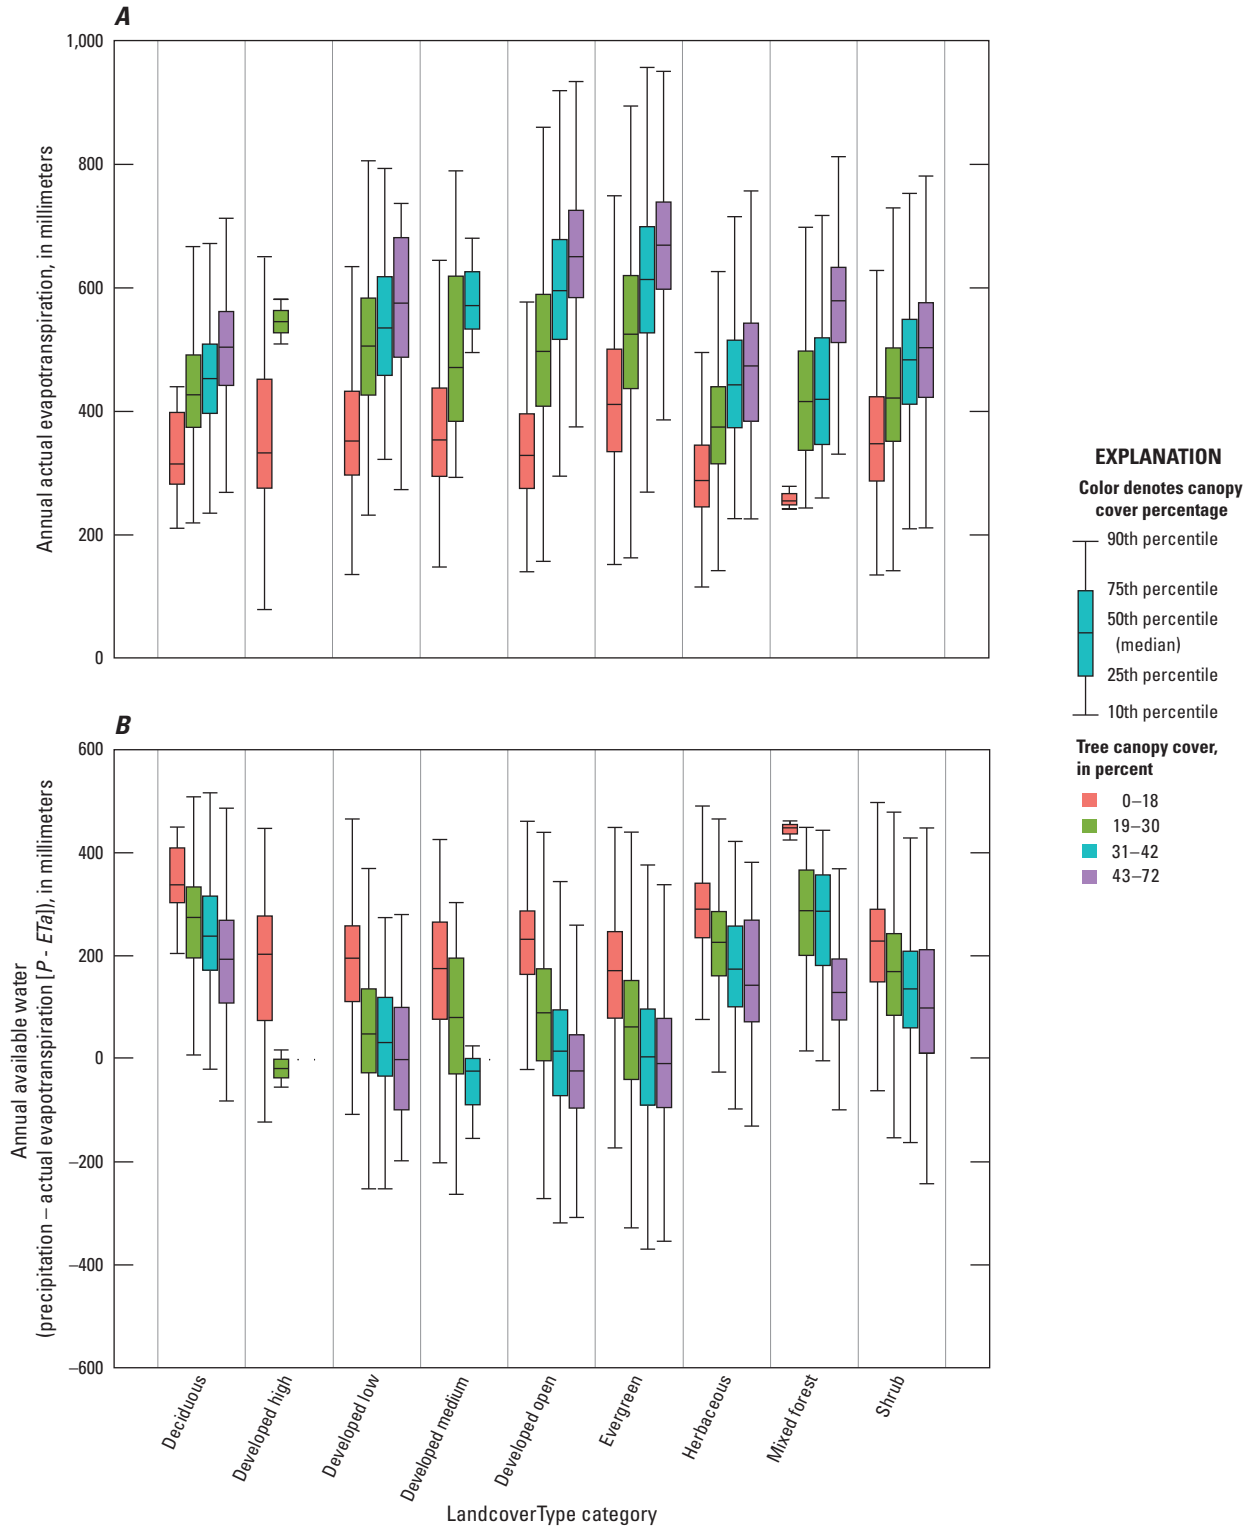 A
1,000
800
600
400
200
0
Annual actual evapotranspiration, in millimeters
B
600
400
200
0
–200
–400
–600
Annual available water
(precipitation – actual evapotranspiration [P - ETa]), in millimeters
Deciduous
Developed high
Developed low
Developed medium
Developed open
Evergreen
Herbaceous
Mixed forest
Shrub
LandcoverType category
EXPLANATION
Color denotes canopy
cover percentage
90th percentile
75th percentile
50th percentile
(median)
25th percentile
10th percentile
Tree canopy cover,
in percent
0–18
19–30
31–42
43–72